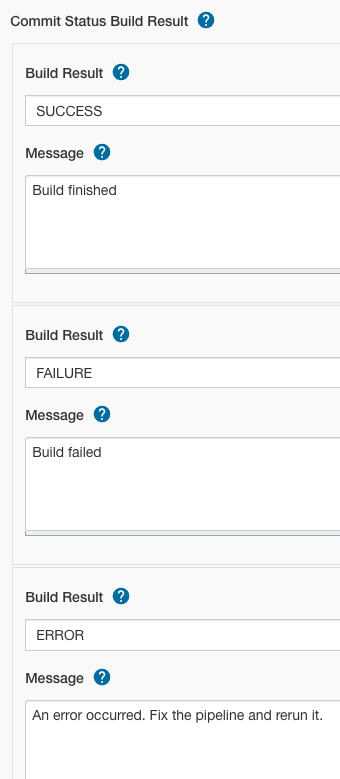 Commit Status Build Result ?
Build Result ?
SUCCESS
Message ?
Build finished
Build Result ?
FAILURE
Message ?
Build failed
Build Result ?
ERROR
Message ?
An error occurred. Fix the pipeline and rerun it.